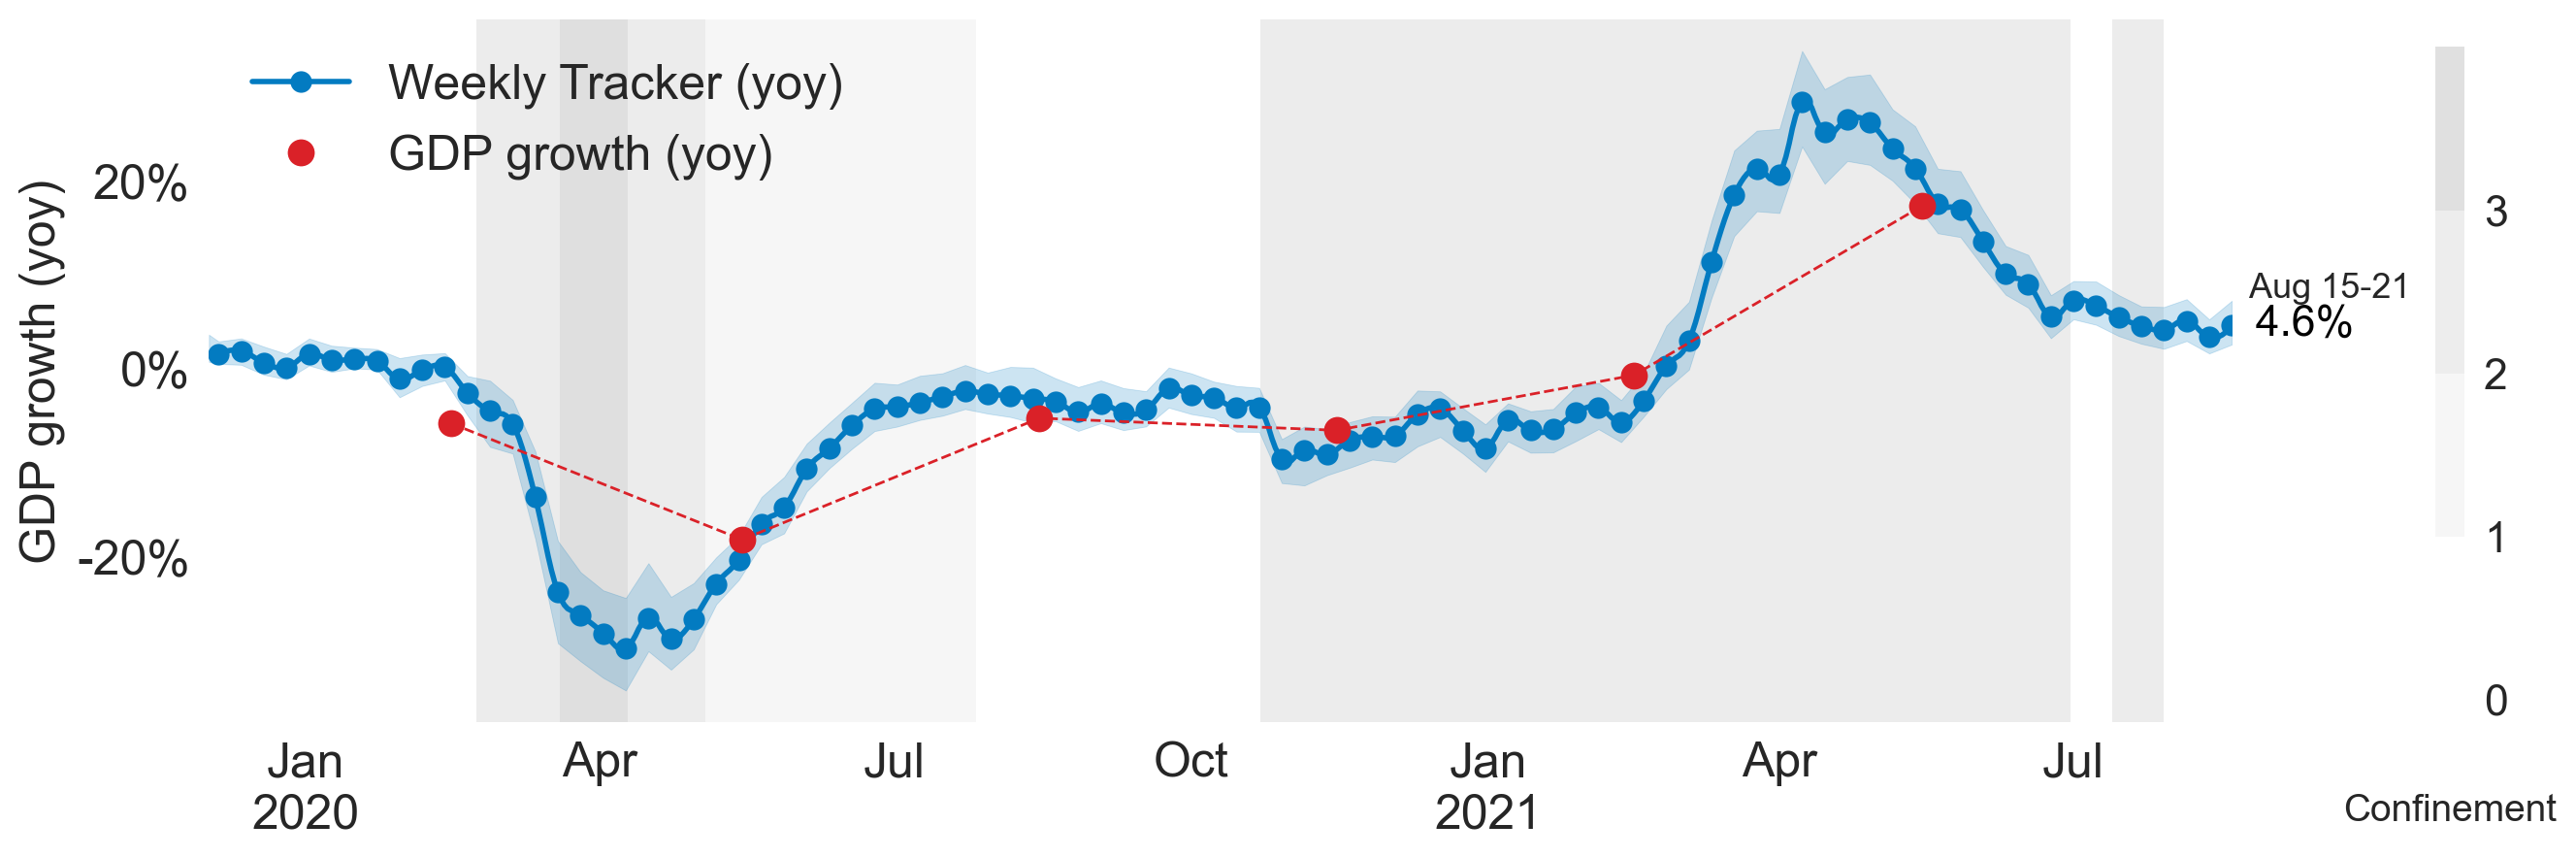 Weekly Tracker (yoy)
GDP growth (yoy)
GDP growth (yoy)
20%
0%
-20%
Aug 15-21
4.6%
3
2
1
0
Jan
2020
Apr
Jul
Oct
Jan
2021
Apr
Jul
Confinement